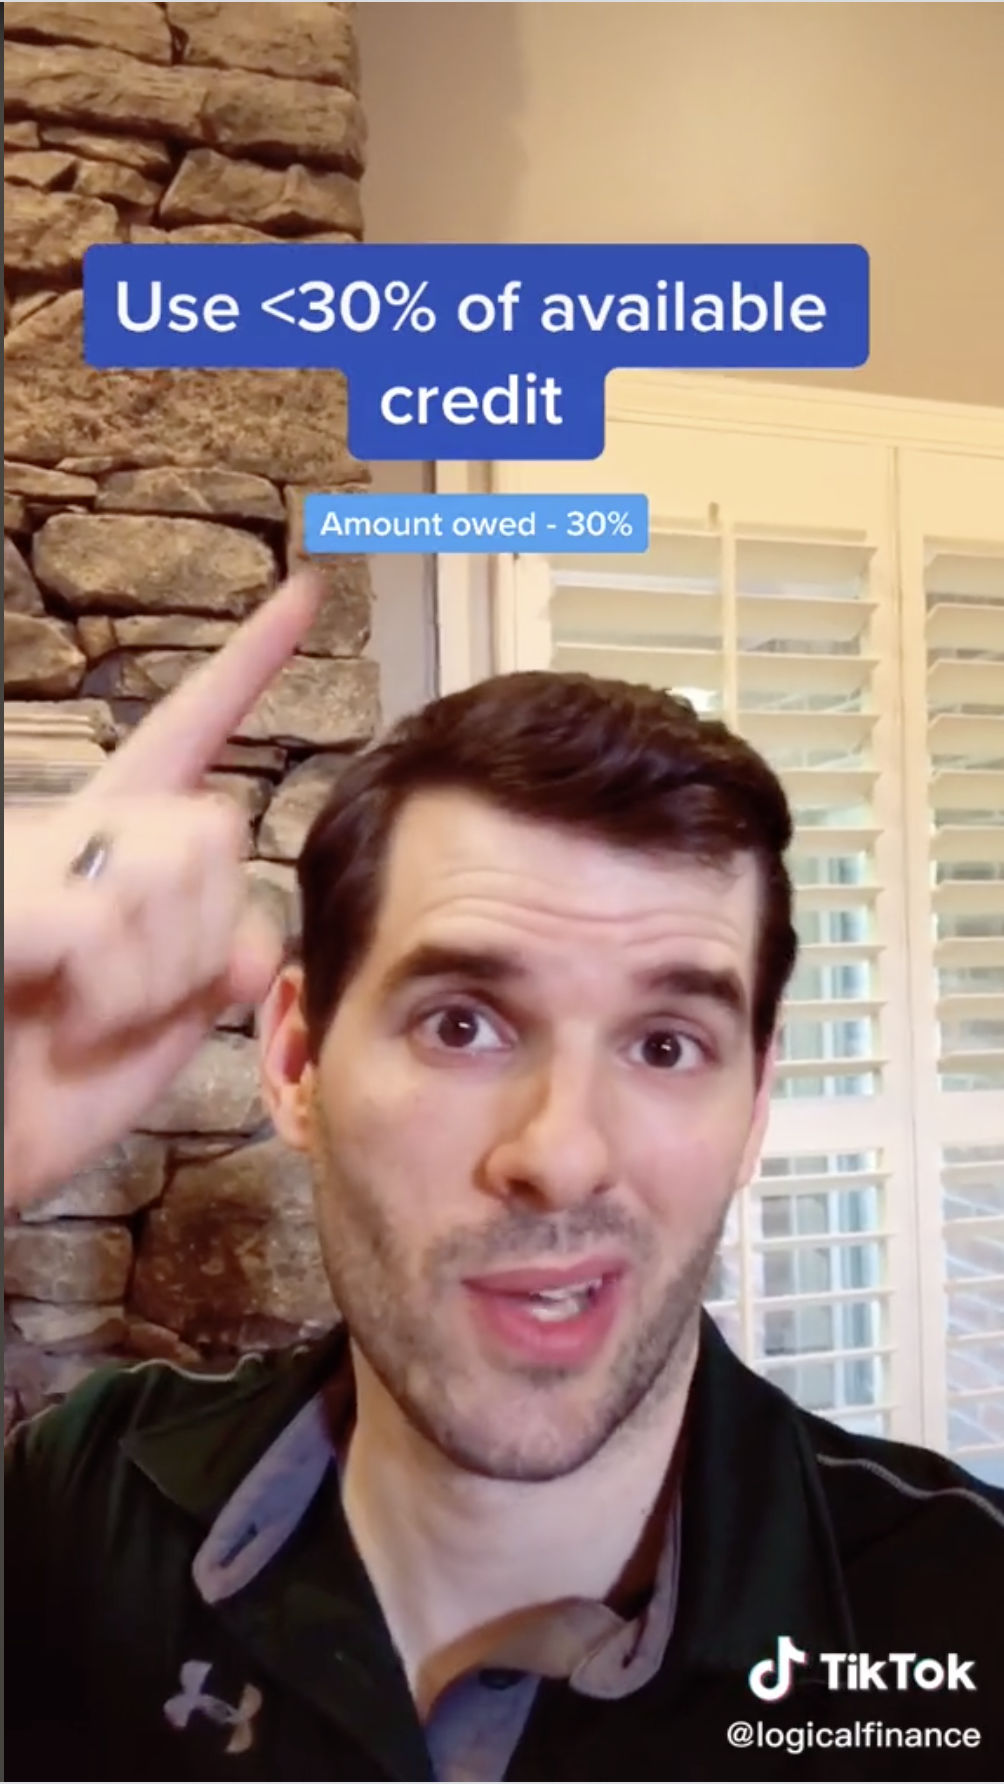 Use <30% of available
credit
Amount owed - 30%
TikTok
@logicalfinance